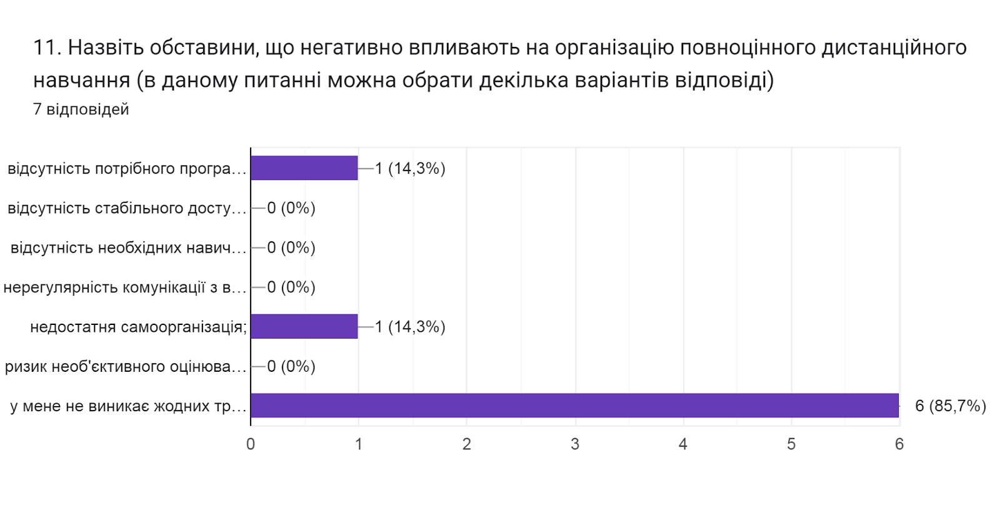 11. Назвіть обставини, що негативно впливають на організацію повноцінного дистанційного
навчання (в даному питанні можна обрати декілька варіантів відповіді)
7 відповідей
відсутність потрібного програ… 1 (14,3%)
відсутність стабільного досту… 0 (0%)
відсутність необхідних навич… 0 (0%)
нерегулярність комунікації з в… 0 (0%)
недостатня самоорганізація; 1 (14,3%)
ризик необ'єктивного оцінюва… 0 (0%)
у мене не виникає жодних тр… 6 (85,7%)
0 1 2 3 4 5 6